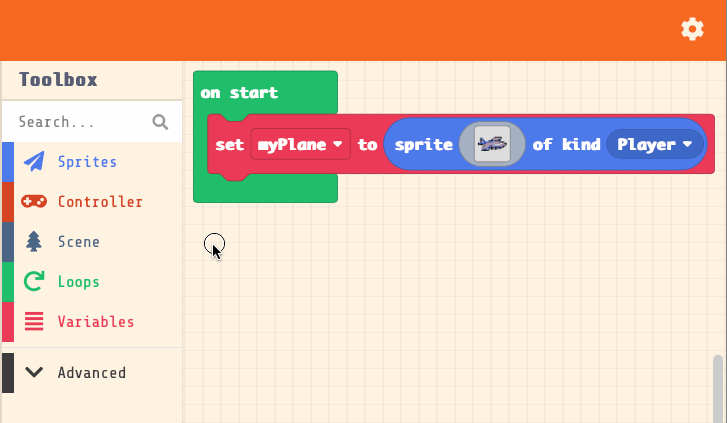 Toolbox
Search...
Sprites
Controller
Scene
Loops
Variables
Advanced
on start
set myPlane to sprite of kind Player